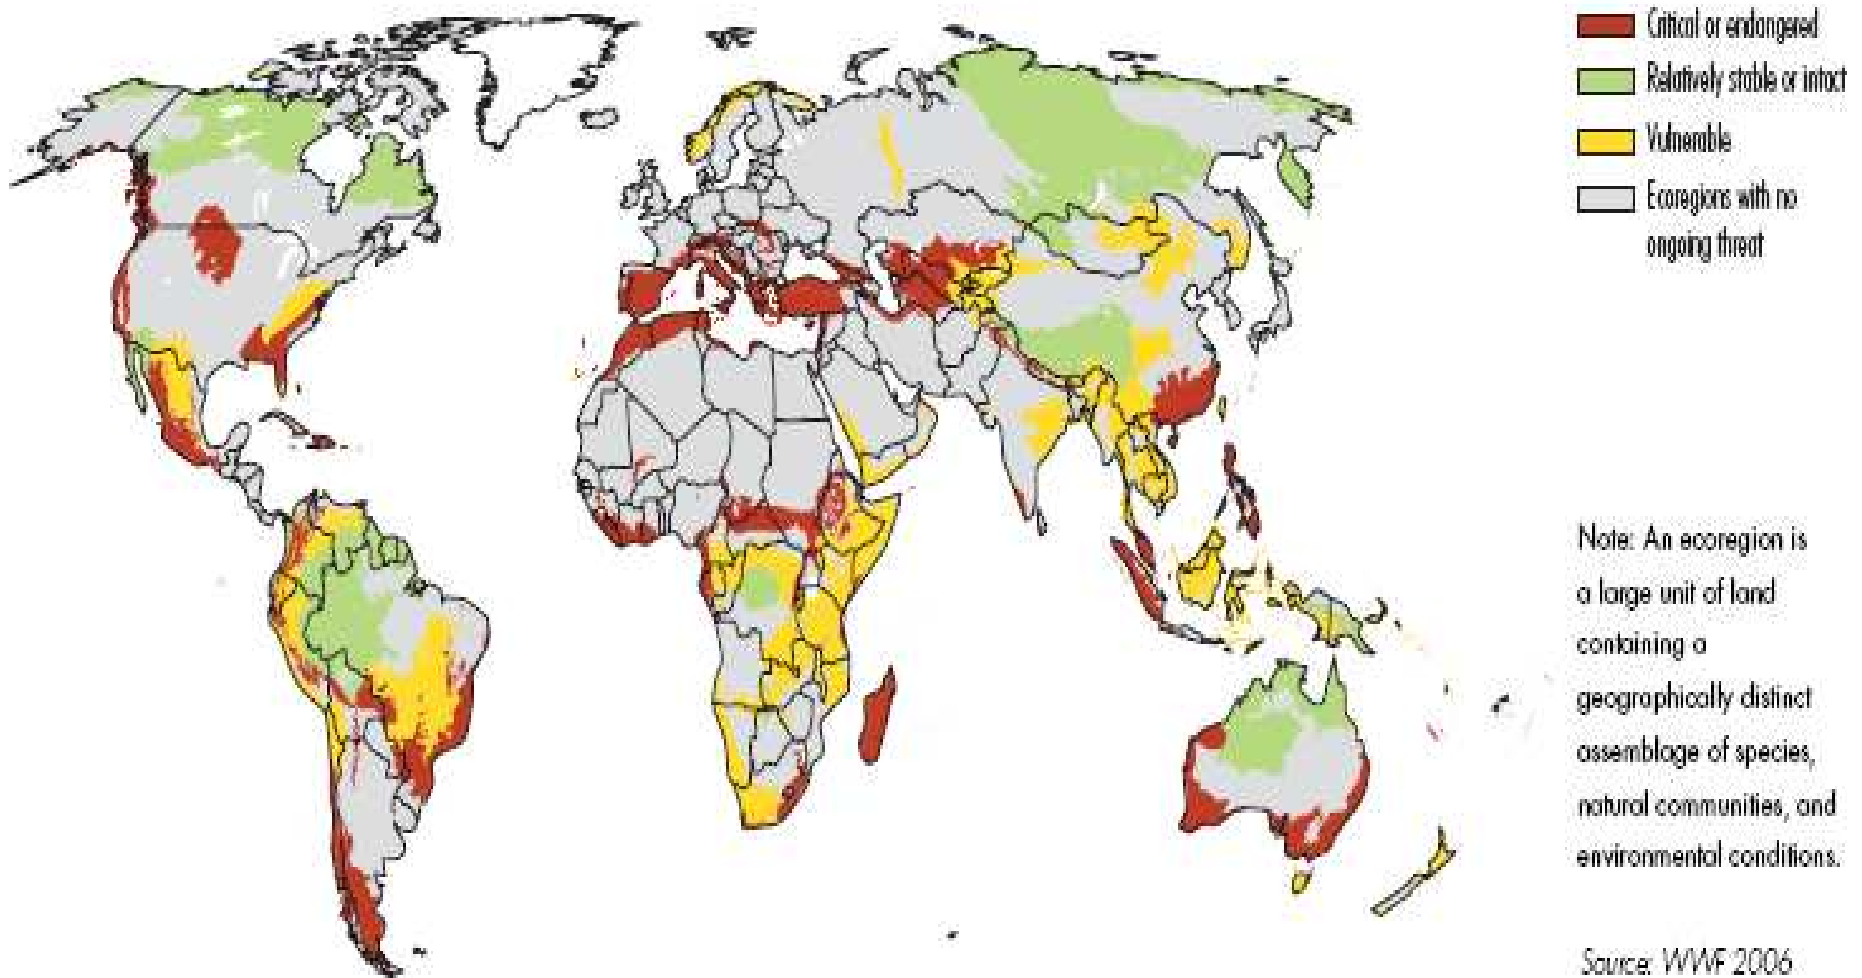 Critical or endangered
Relatively stable or intact
Vulnerable
Ecoregions with no
ongoing threat
Note: An ecoregion is
a large unit of land
containing a
geographically distinct
assemblage of species,
natural communities, and
environmental conditions.
Source: WWF 2006